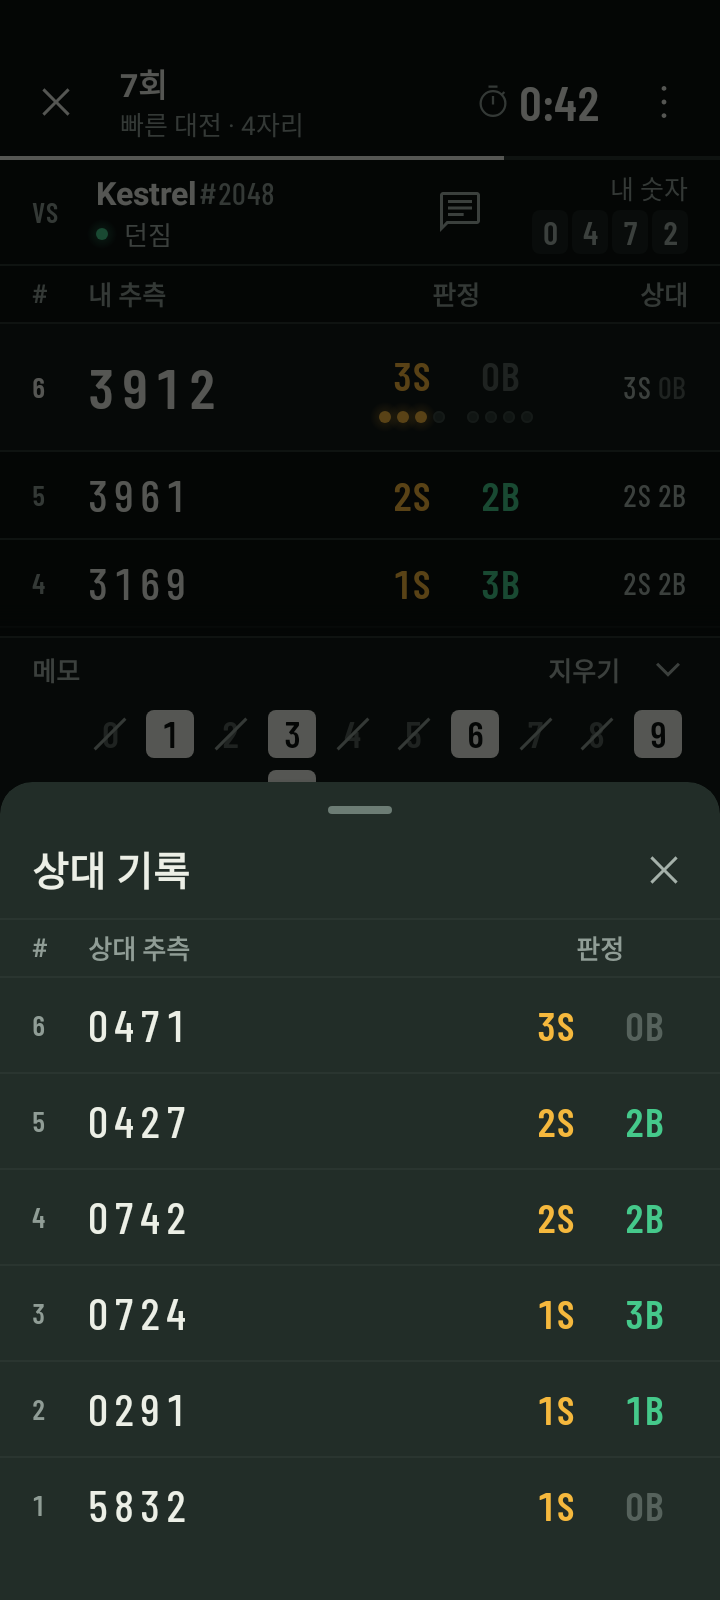 7회
빠른 대전 · 4자리
0:42
VS
Kestrel #2048
던짐
내 숫자
0 4 7 2
# 내 추측 판정 상대
6 3912 3S 0B 3S 0B
5 3961 2S 2B 2S 2B
4 3169 1S 3B 2S 2B
메모 지우기
0 1 2 3 4 5 6 7 8 9
상대 기록
# 상대 추측 판정
6 0471 3S 0B
5 0427 2S 2B
4 0742 2S 2B
3 0724 1S 3B
2 0291 1S 1B
1 5832 1S 0B